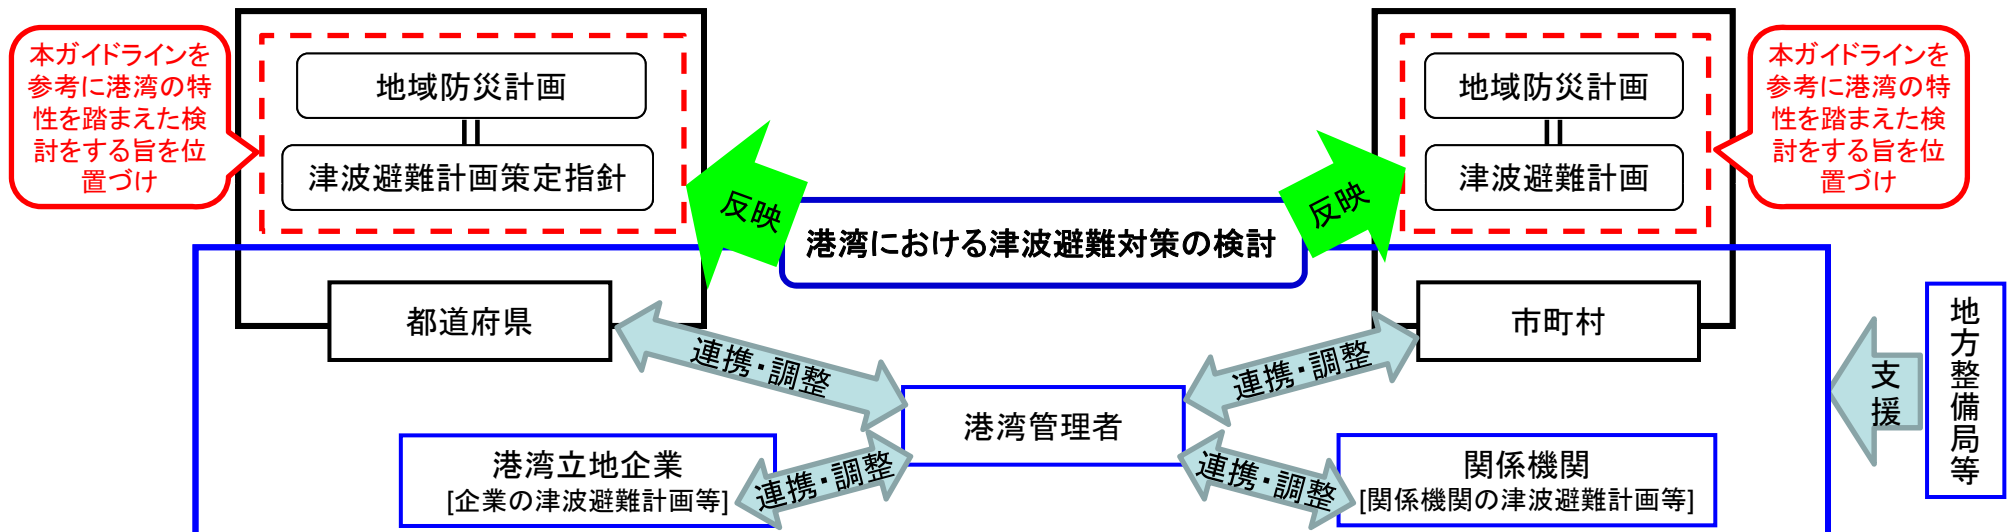 本ガイドラインを
参考に港湾の特
性を踏まえた検
討をする旨を位
置づけ
地域防災計画
津波避難計画策定指針
反映
港湾における津波避難対策の検討
反映
地域防災計画
津波避難計画
本ガイドラインを
参考に港湾の特
性を踏まえた検
討をする旨を位
置づけ
都道府県
市町村
連携・調整
連携・調整
港湾管理者
支援
地方整備局等
港湾立地企業
[企業の津波避難計画等]
連携・調整
連携・調整
関係機関
[関係機関の津波避難計画等]